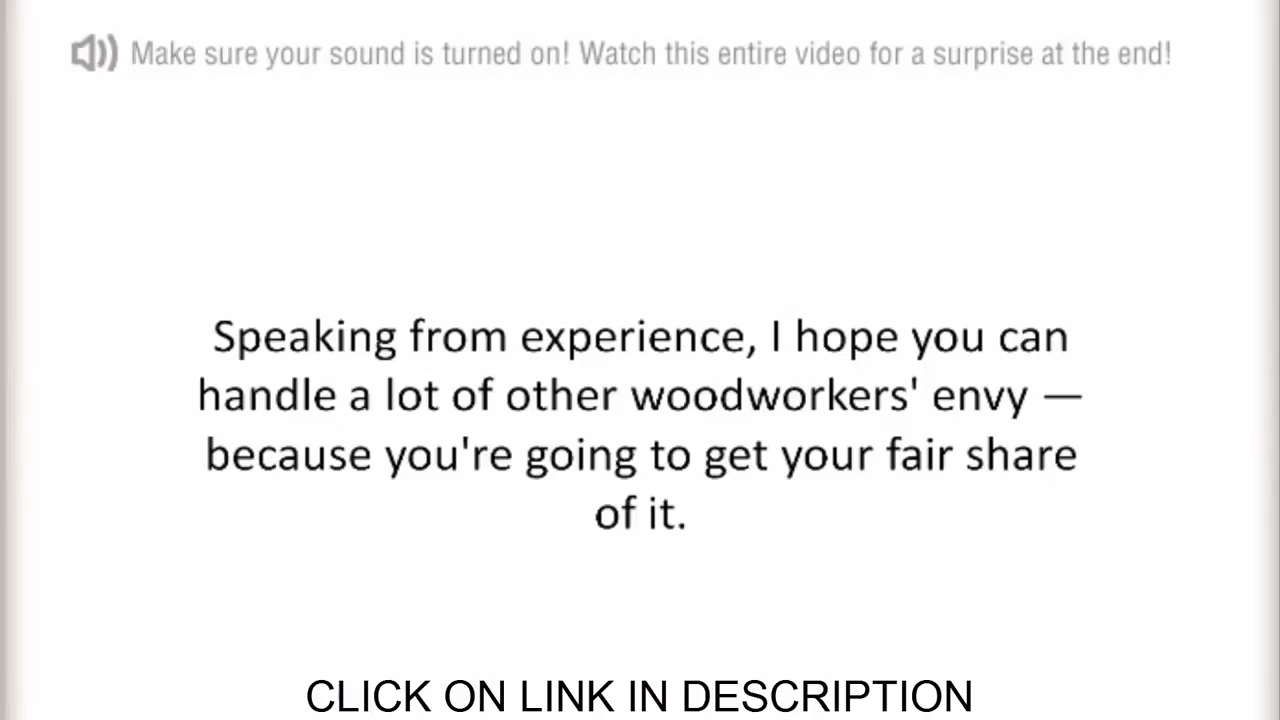 Make sure your sound is turned on! Watch this entire video for a surprise at the end!
Speaking from experience, I hope you can
handle a lot of other woodworkers' envy —
because you're going to get your fair share
of it.
CLICK ON LINK IN DESCRIPTION